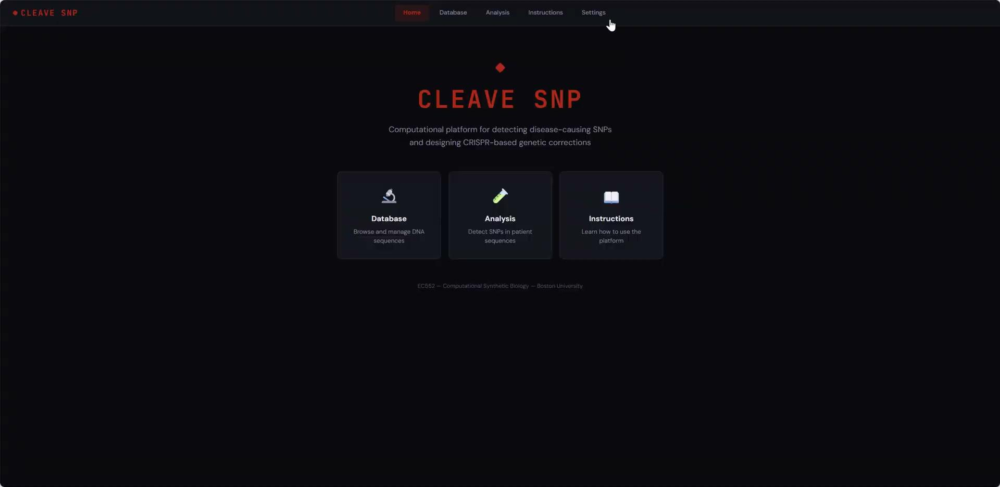 CLEAVE SNP
Home
Database
Analysis
Instructions
Settings
CLEAVE SNP
Computational platform for detecting disease-causing SNPs
and designing CRISPR-based genetic corrections
Database
Browse and manage DNA
sequences
Analysis
Detect SNPs in patient
sequences
Instructions
Learn how to use the
platform
EC552 — Computational Synthetic Biology — Boston University